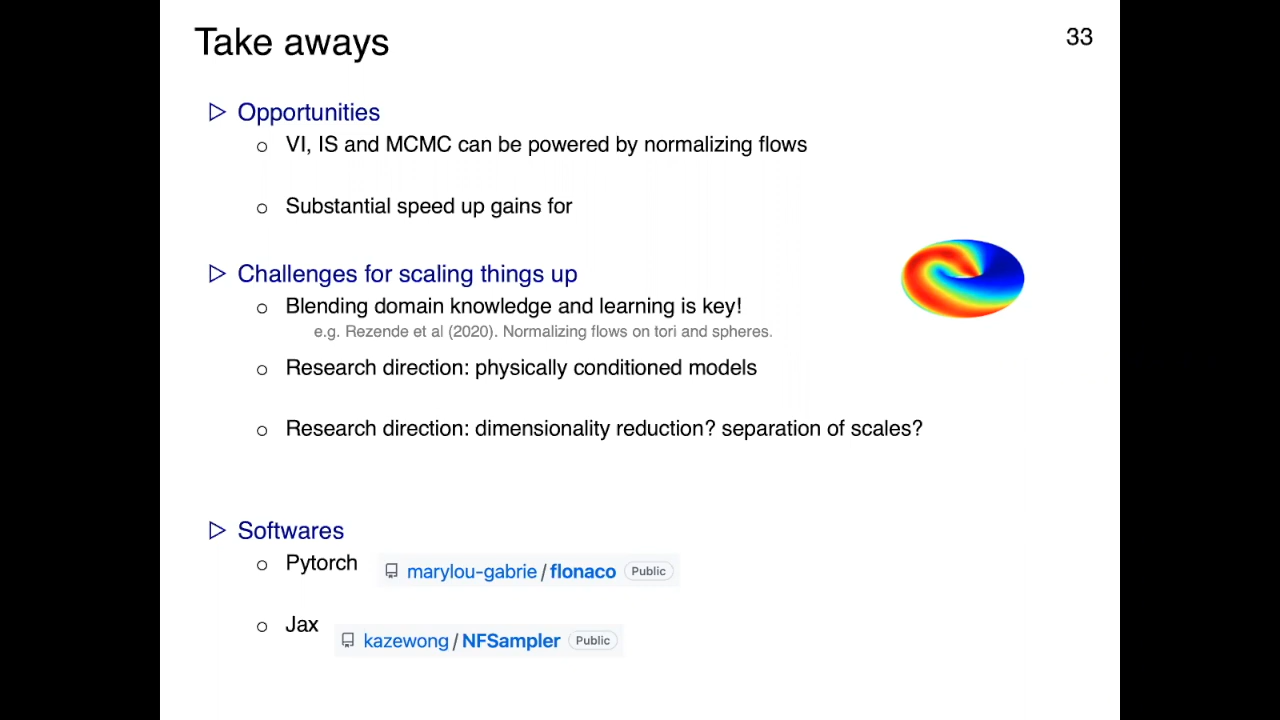 Take aways
33
▷ Opportunities
○ VI, IS and MCMC can be powered by normalizing flows
○ Substantial speed up gains for
▷ Challenges for scaling things up
○ Blending domain knowledge and learning is key!
e.g. Rezende et al (2020). Normalizing flows on tori and spheres.
○ Research direction: physically conditioned models
○ Research direction: dimensionality reduction? separation of scales?
▷ Softwares
○ Pytorch marylou-gabrie/flonaco Public
○ Jax kazewong/NFSampler Public